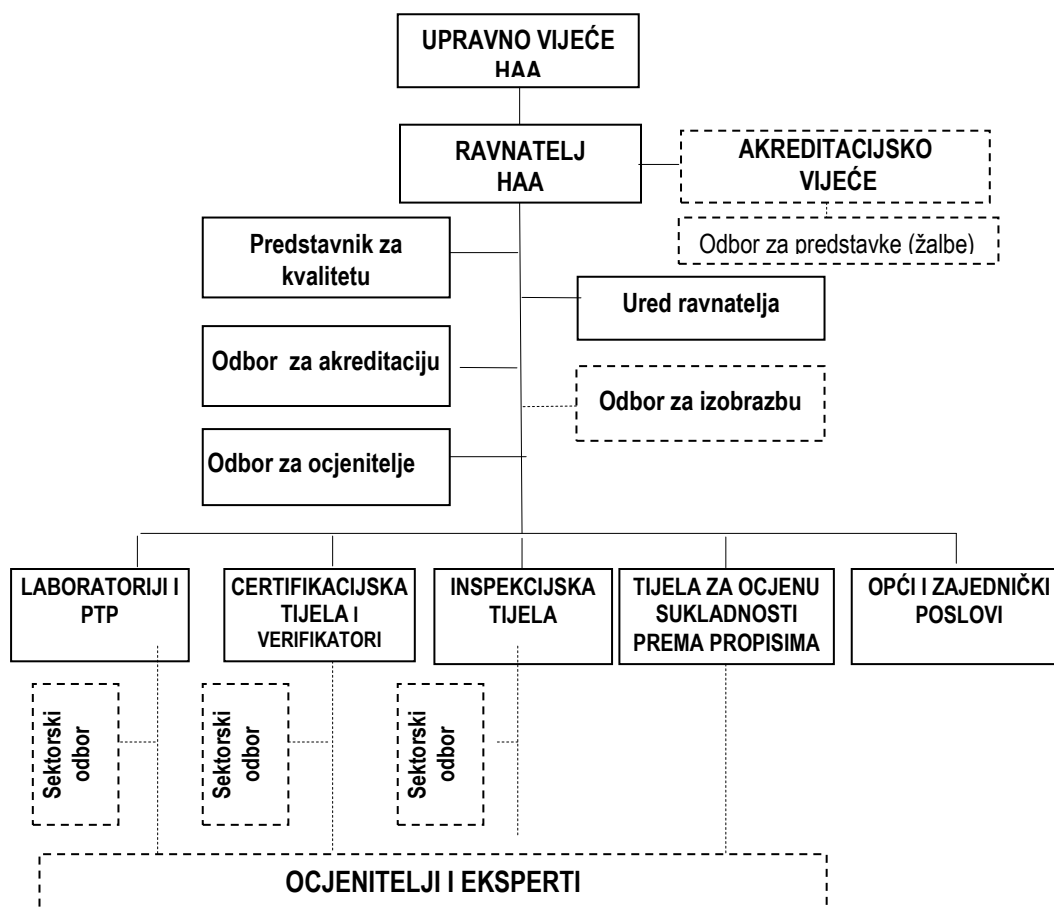 UPRAVNO VIJEĆE
HAA
RAVNATELJ
HAA
AKREDITACIJSKO
VIJEĆE
Odbor za predstavke (žalbe)
Predstavnik za
kvalitetu
Ured ravnatelja
Odbor za akreditaciju
Odbor za izobrazbu
Odbor za ocjenitelje
LABORATORIJI I
PTP
CERTIFIKACIJSKA
TIJELA I
VERIFIKATORI
INSPEKCIJSKA
TIJELA
TIJELA ZA OCJENU
SUKLADNOSTI
PREMA PROPISIMA
OPĆI I ZAJEDNIČKI
POSLOVI
Sektorski
odbor
Sektorski
odbor
Sektorski
odbor
OCJENITELJI I EKSPERTI